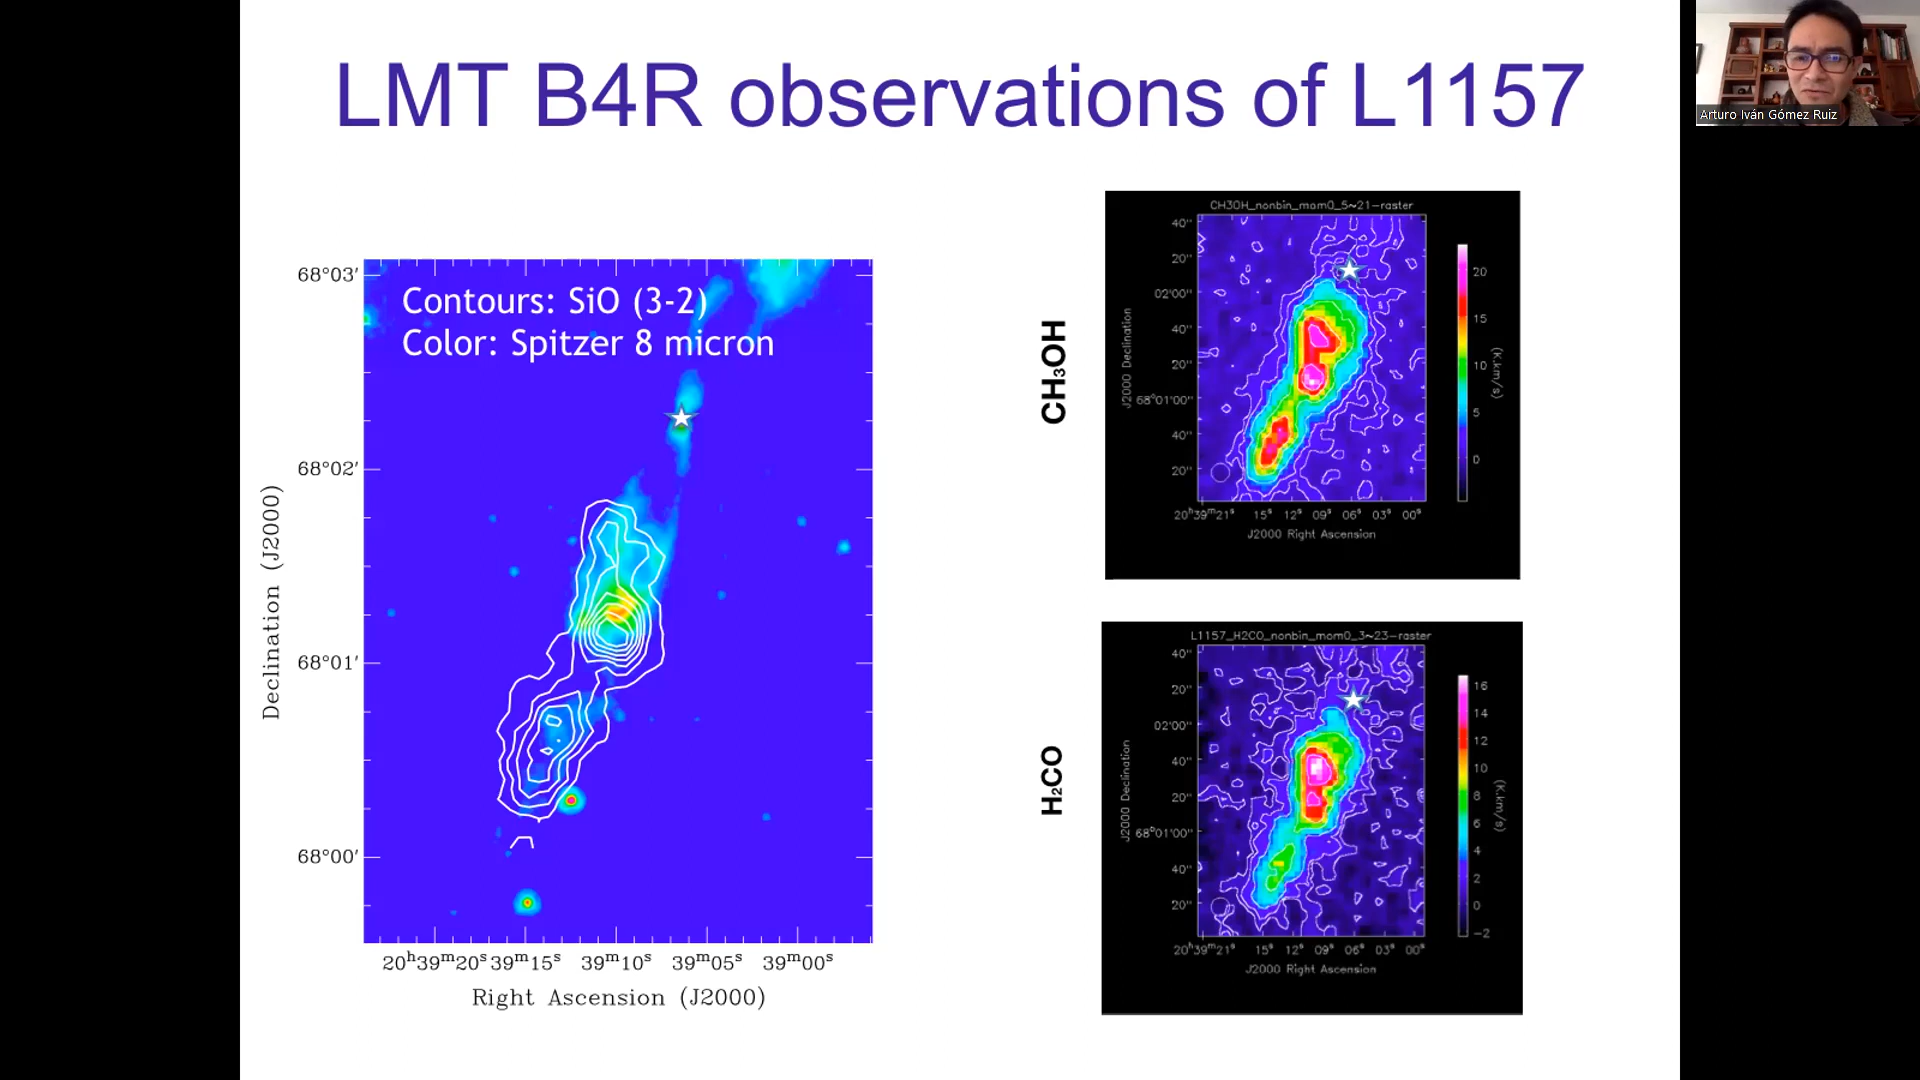 LMT B4R observations of L1157
Arturo Iván Gómez Ruiz
Contours: SiO (3-2)
Color: Spitzer 8 micron
68°03′
68°02′
68°01′
68°00′
Declination (J2000)
20ʰ39ᵐ20ˢ 39ᵐ15ˢ 39ᵐ10ˢ 39ᵐ05ˢ 39ᵐ00ˢ
Right Ascension (J2000)
CH₃OH
CH3OH_nonbin_mom0_5~21-raster
40"
20"
02'00"
40"
20"
68°01'00"
40"
20"
J2000 Declination
20ʰ39ᵐ21ˢ 15ˢ 12ˢ 09ˢ 06ˢ 03ˢ 00ˢ
J2000 Right Ascension
20
15
10
5
0
(K.km/s)
H₂CO
L1157_H2CO_nonbin_mom0_3~23-raster
40"
20"
02'00"
40"
20"
68°01'00"
40"
20"
J2000 Declination
20ʰ39ᵐ21ˢ 15ˢ 12ˢ 09ˢ 06ˢ 03ˢ 00ˢ
J2000 Right Ascension
16
14
12
10
8
6
4
2
0
-2
(K.km/s)